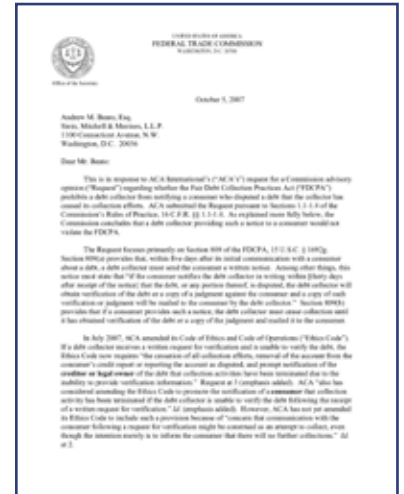 UNITED STATES OF AMERICA
FEDERAL TRADE COMMISSION
WASHINGTON, D.C. 20580
Office of the Secretary
October 5, 2007
Andrew M. Beato, Esq.
Stein, Mitchell & Mezines, L.L.P.
1100 Connecticut Avenue, N.W.
Washington, D.C. 20036
Dear Mr. Beato:
This is in response to ACA International's ("ACA's") request for a Commission advisory
opinion ("Request") regarding whether the Fair Debt Collection Practices Act ("FDCPA")
prohibits a debt collector from notifying a consumer who disputed a debt that the collector has
ceased its collection efforts. ACA submitted the Request pursuant to Sections 1.1-1.4 of the
Commission's Rules of Practice, 16 C.F.R. §§ 1.1-1.4. As explained more fully below, the
Commission concludes that a debt collector providing such a notice to a consumer would not
violate the FDCPA.
The Request focuses primarily on Section 809 of the FDCPA, 15 U.S.C. § 1692g.
Section 809(a) provides that, within five days after its initial communication with a consumer
about a debt, a debt collector must send the consumer a written notice. Among other things, this
notice must state that "if the consumer notifies the debt collector in writing within [thirty days
after receipt of the notice] that the debt, or any portion thereof, is disputed, the debt collector will
obtain verification of the debt or a copy of a judgment against the consumer and a copy of such
verification or judgment will be mailed to the consumer by the debt collector." Section 809(b)
provides that if a consumer provides such a notice, the debt collector must cease collection until
it has obtained verification of the debt or a copy of the judgment and mailed it to the consumer.
In July 2007, ACA amended its Code of Ethics and Code of Operations ("Ethics Code").
If a debt collector receives a written request for verification and is unable to verify the debt, the
Ethics Code now requires "the cessation of all collection efforts, removal of the account from the
consumer's credit report or reporting the account as disputed, and prompt notification of the
creditor or legal owner of the debt that collection activities have been terminated due to the
inability to provide verification information." Request at 3 (emphasis added). ACA "also has
considered amending the Ethics Code to promote the notification of a consumer that collection
activity has been terminated if the debt collector is unable to verify the debt following the receipt
of a written request for verification." Id. (emphasis added). However, ACA has not yet amended
its Ethics Code to include such a provision because of "concern that communication with the
consumer following a request for verification might be construed as an attempt to collect, even
though the intention merely is to inform the consumer that there will no further collections." Id.
at 2.